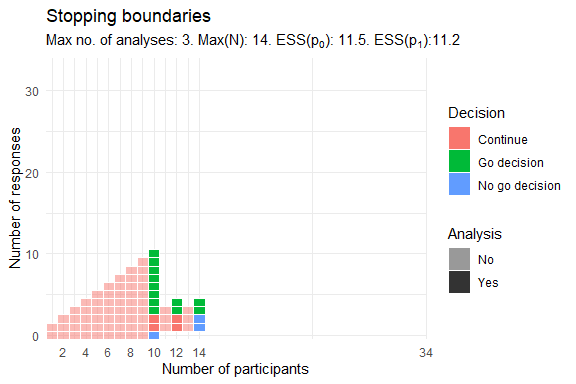 Stopping boundaries
Max no. of analyses: 3. Max(N): 14. ESS(p0): 11.5. ESS(p1):11.2
Number of responses
30
20
10
0
2 4 6 8 10 12 14 34
Number of participants
Decision
Continue
Go decision
No go decision
Analysis
No
Yes